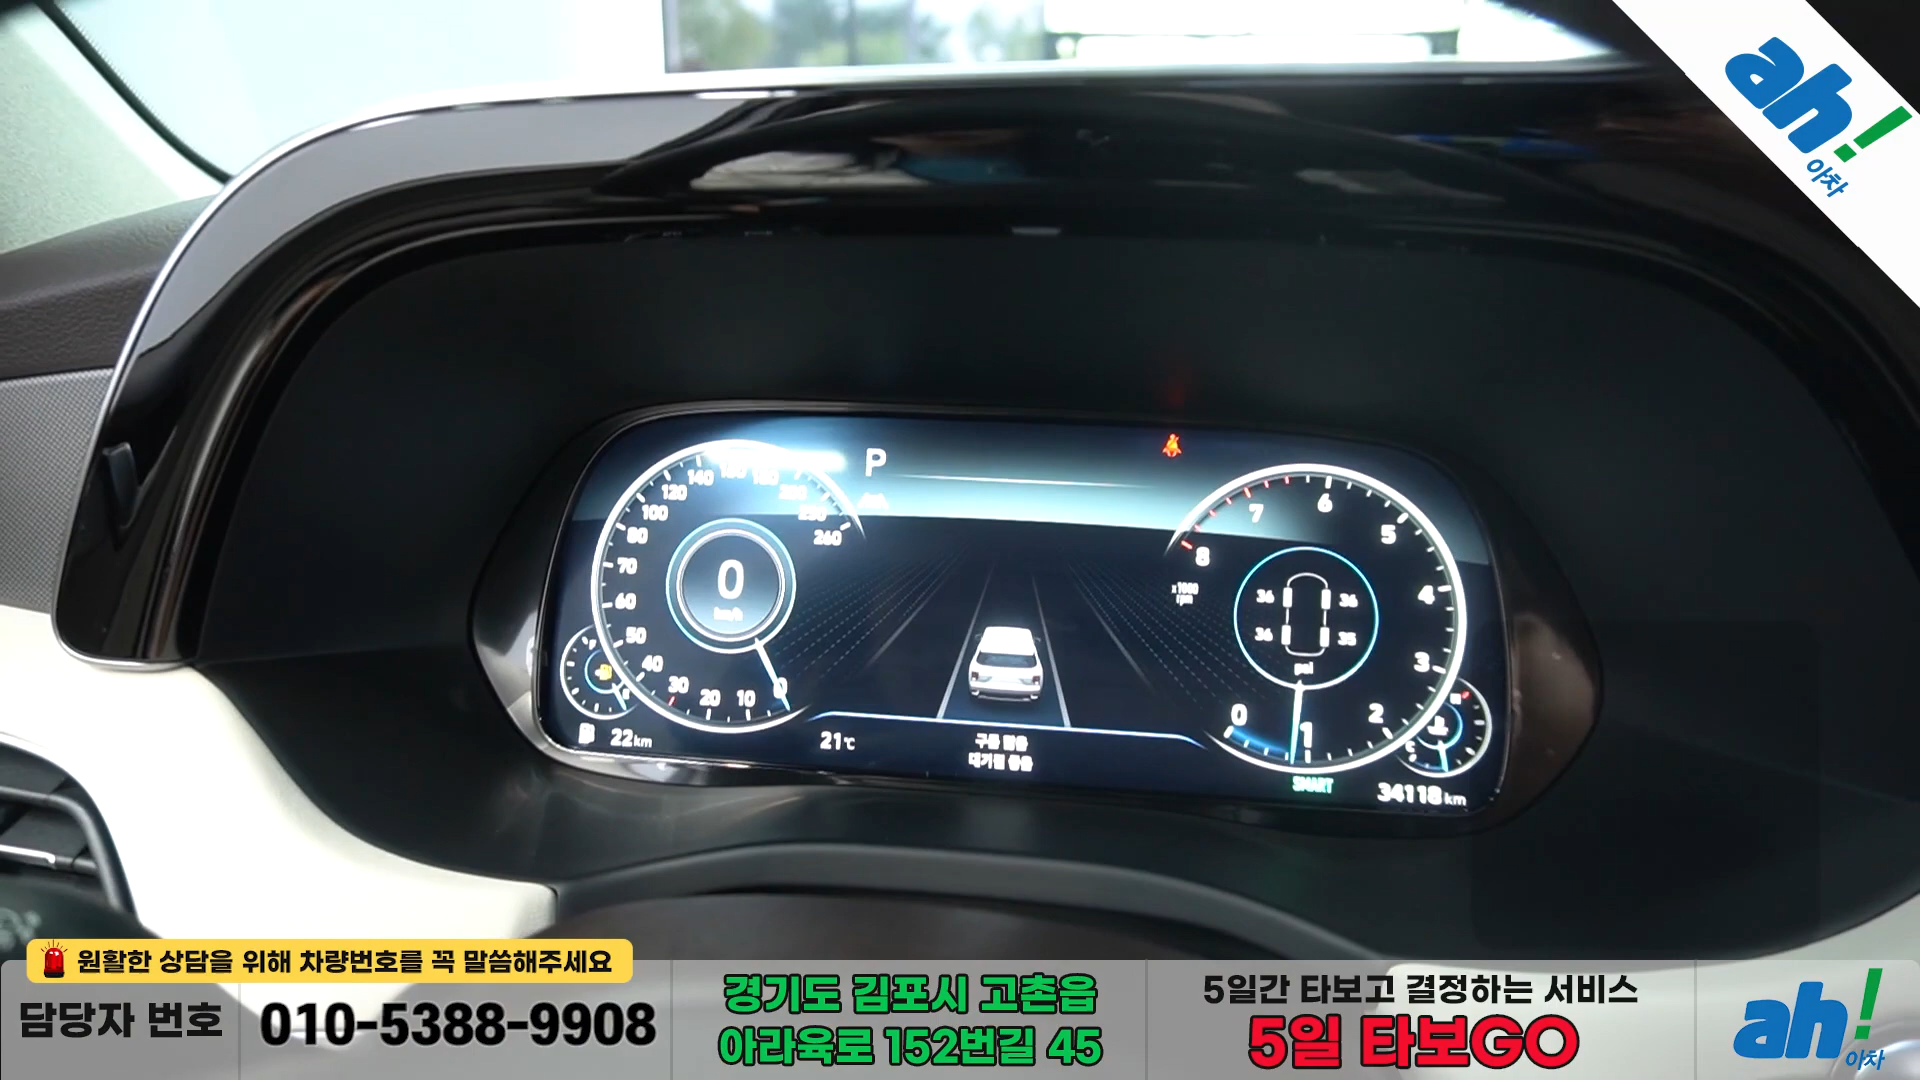 ah!
아차
P
0
km/h
140
120
100
80
70
60
50
40
30
20
10
0
260
8
7
6
5
4
3
2
1
0
x1000
rpm
36
36
36
35
psi
22km
21℃
SMART
34118km
원활한 상담을 위해 차량번호를 꼭 말씀해주세요
담당자 번호
010-5388-9908
경기도 김포시 고촌읍
아라육로 152번길 45
5일간 타보고 결정하는 서비스
5일 타보GO
ah!
아차